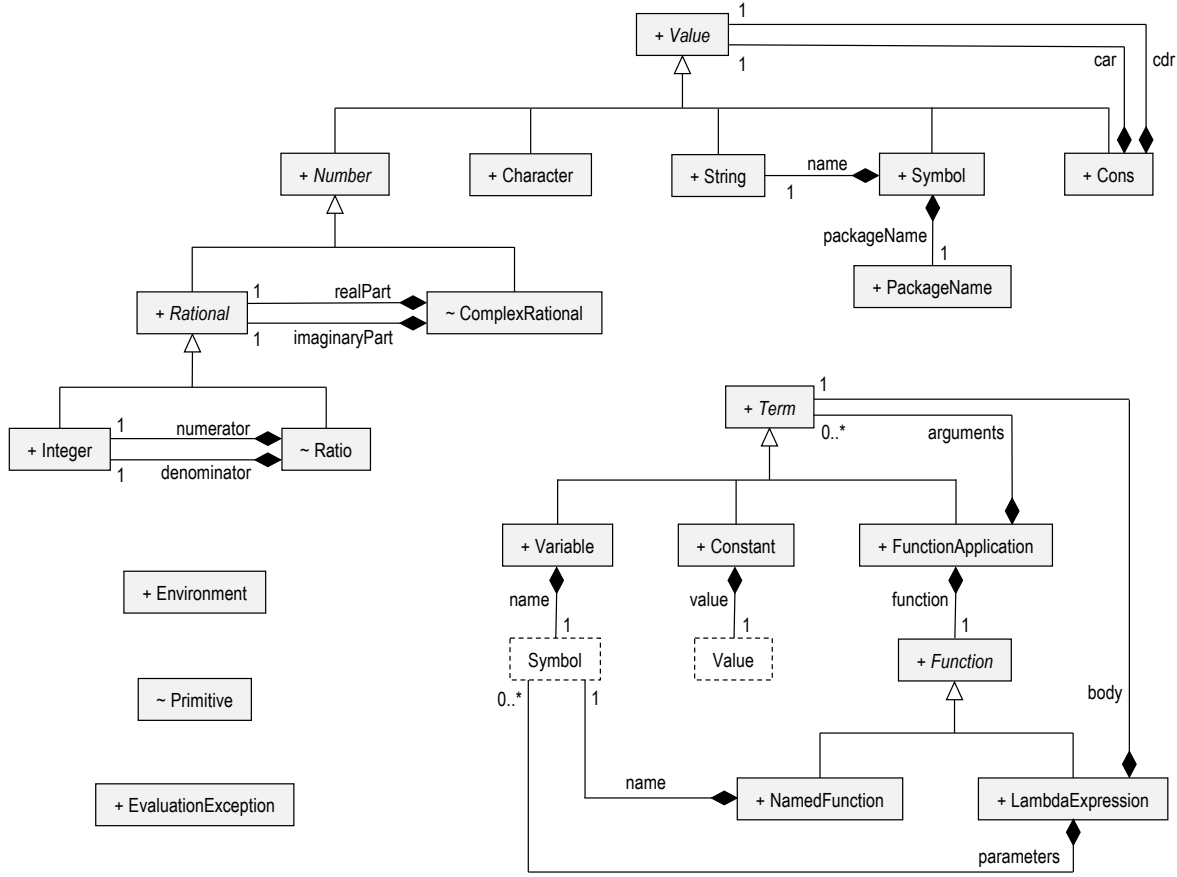 1
+ Value
1
car
cdr
+ Number
+ Character
+ String
name
1
+ Symbol
+ Cons
packageName
1
+ PackageName
+ Rational
1
realPart
1
imaginaryPart
~ ComplexRational
+ Integer
1
numerator
1
denominator
~ Ratio
+ Term
1
0..*
arguments
+ Variable
+ Constant
+ FunctionApplication
+ Environment
name
1
value
1
function
1
Symbol
Value
+ Function
~ Primitive
0..*
1
body
name
+ EvaluationException
+ NamedFunction
+ LambdaExpression
parameters